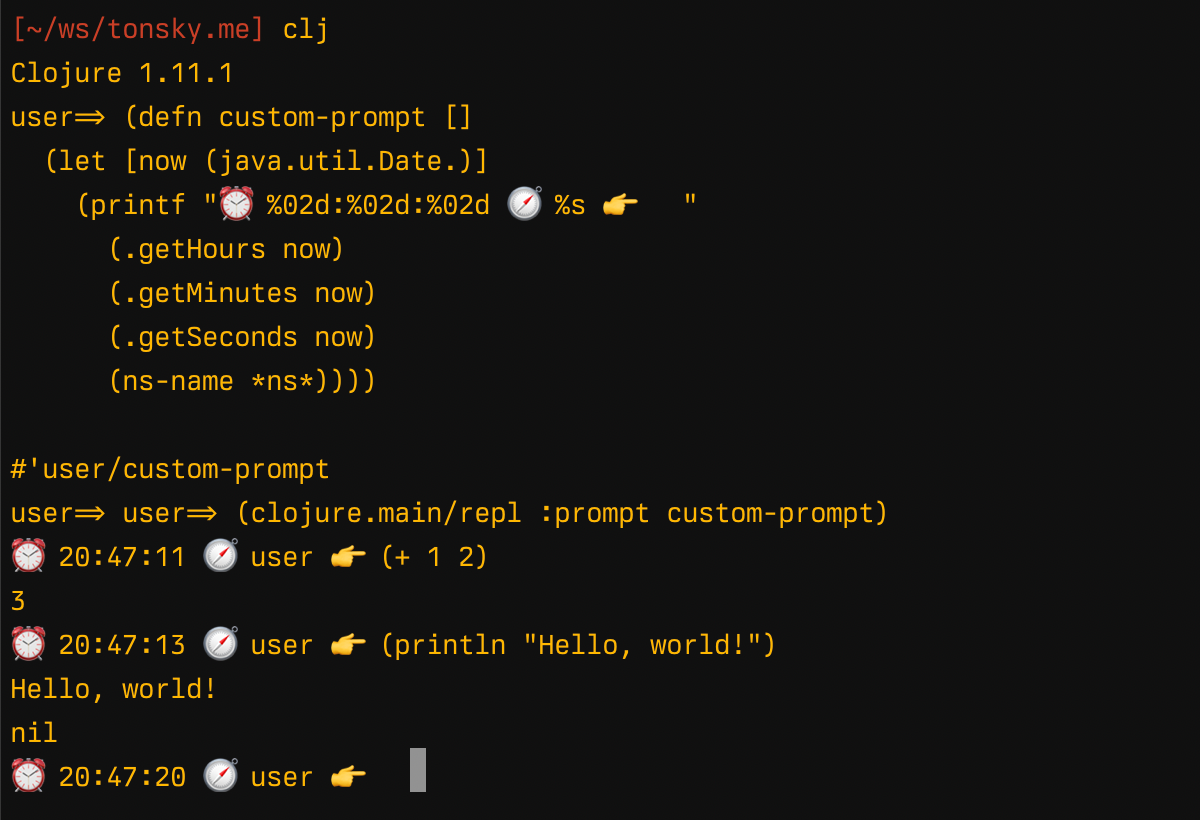 [~/ws/tonsky.me] clj
Clojure 1.11.1
user=> (defn custom-prompt []
  (let [now (java.util.Date.)]
    (printf "⏰ %02d:%02d:%02d 🧭 %s 👉   "
      (.getHours now)
      (.getMinutes now)
      (.getSeconds now)
      (ns-name *ns*))))

#'user/custom-prompt
user=> user=> (clojure.main/repl :prompt custom-prompt)
⏰ 20:47:11 🧭 user 👉 (+ 1 2)
3
⏰ 20:47:13 🧭 user 👉 (println "Hello, world!")
Hello, world!
nil
⏰ 20:47:20 🧭 user 👉